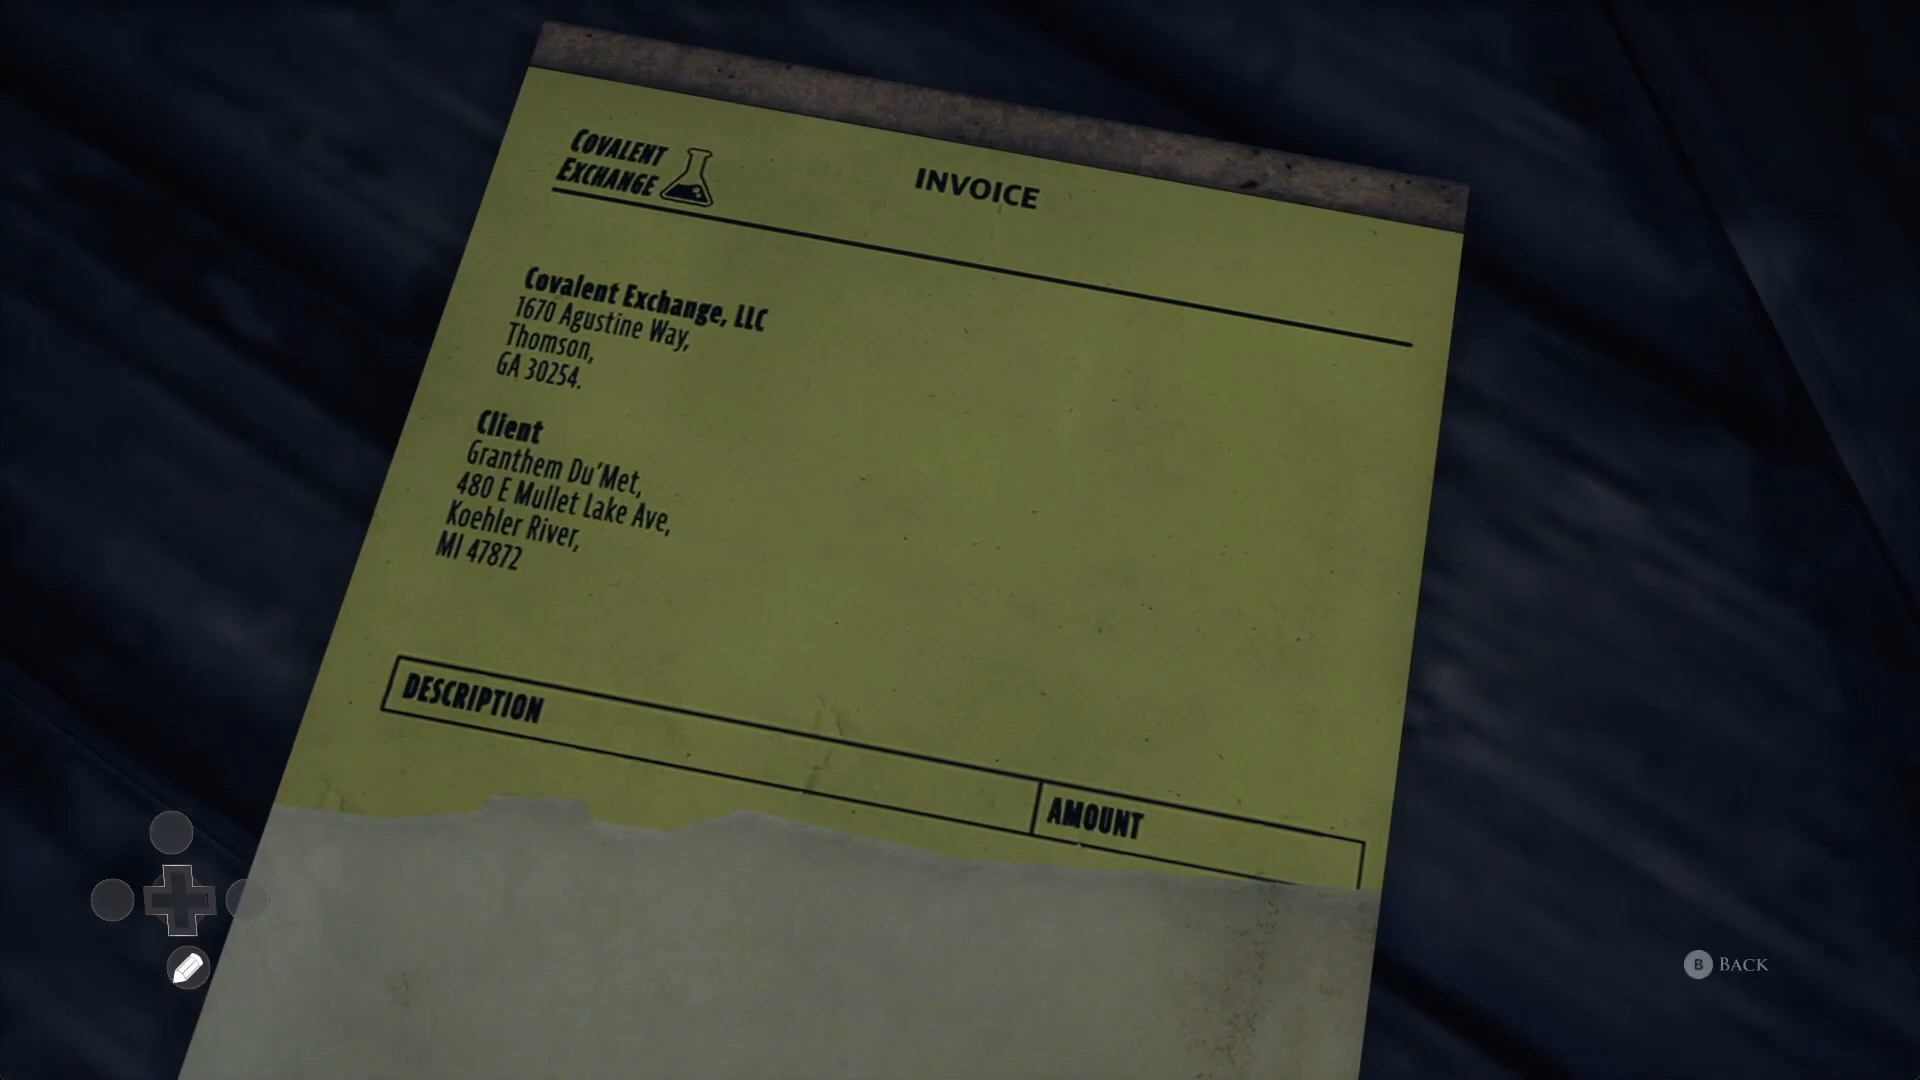 COVALENT
EXCHANGE
INVOICE
Covalent Exchange, LLC
1670 Agustine Way,
Thomson,
GA 30254.
Client
Granthem Du'Met,
480 E Mullet Lake Ave,
Koehler River,
MI 47872
DESCRIPTION
AMOUNT
B BACK